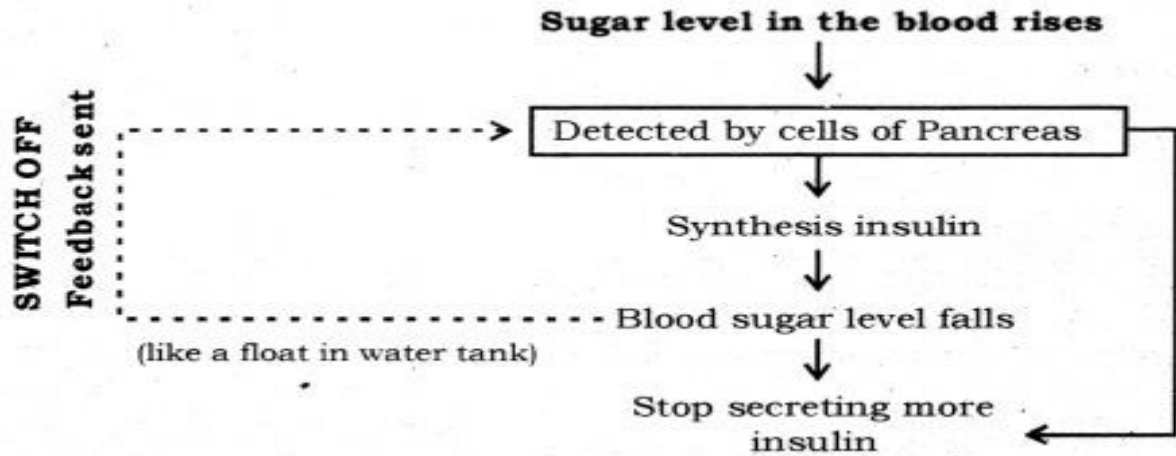 Sugar level in the blood rises
Detected by cells of Pancreas
SWITCH OFF
Feedback sent
Synthesis insulin
Blood sugar level falls
(like a float in water tank)
Stop secreting more
insulin